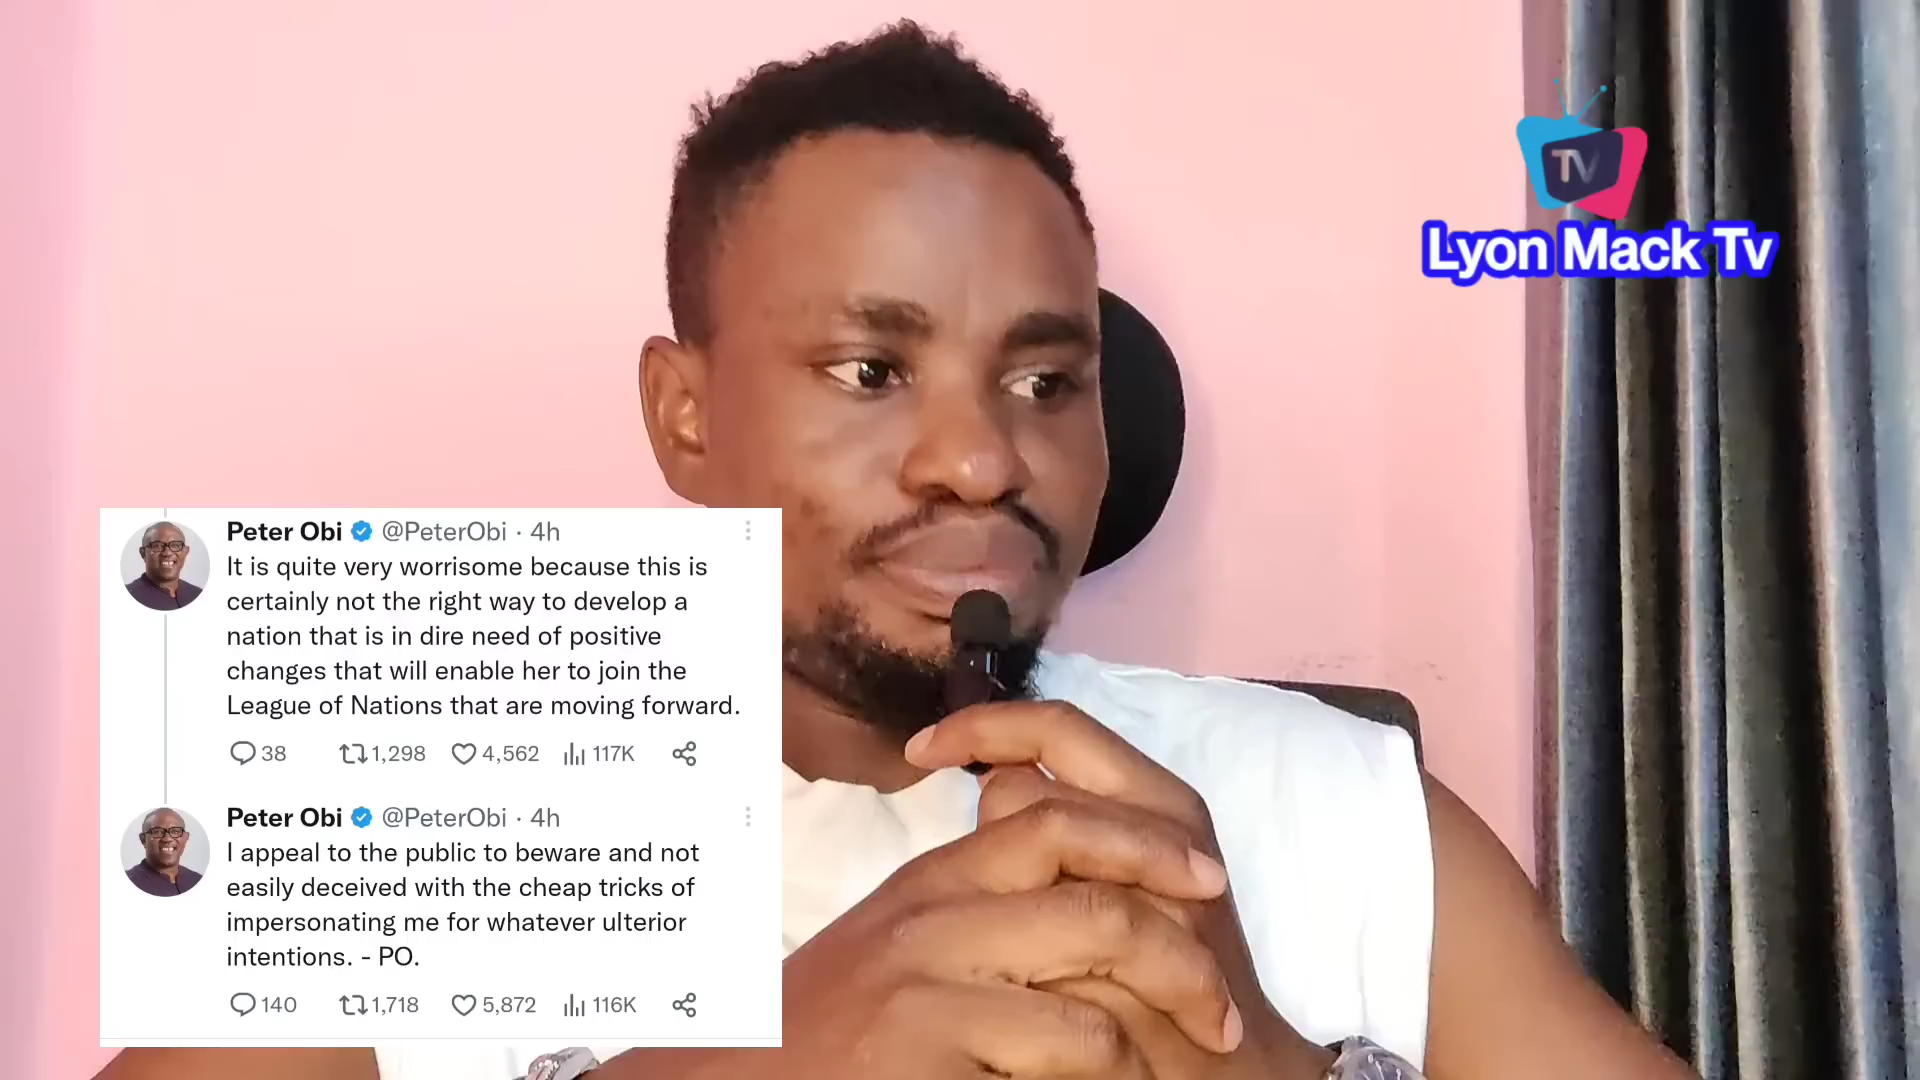 TV
Lyon Mack Tv
Peter Obi @PeterObi · 4h
It is quite very worrisome because this is
certainly not the right way to develop a
nation that is in dire need of positive
changes that will enable her to join the
League of Nations that are moving forward.
38 1,298 4,562 117K
Peter Obi @PeterObi · 4h
I appeal to the public to beware and not
easily deceived with the cheap tricks of
impersonating me for whatever ulterior
intentions. - PO.
140 1,718 5,872 116K